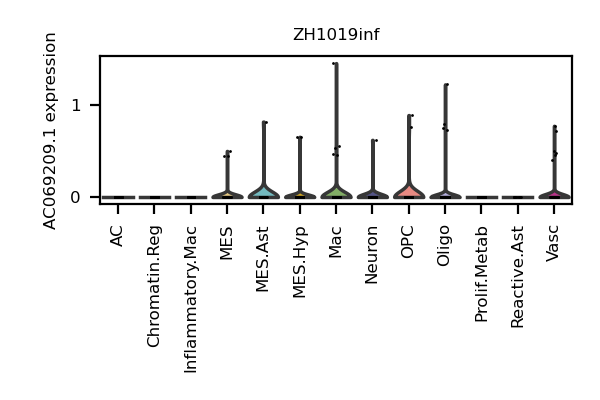 ZH1019inf
AC069209.1 expression
1
0
AC
Chromatin.Reg
Inflammatory.Mac
MES
MES.Ast
MES.Hyp
Mac
Neuron
OPC
Oligo
Prolif.Metab
Reactive.Ast
Vasc